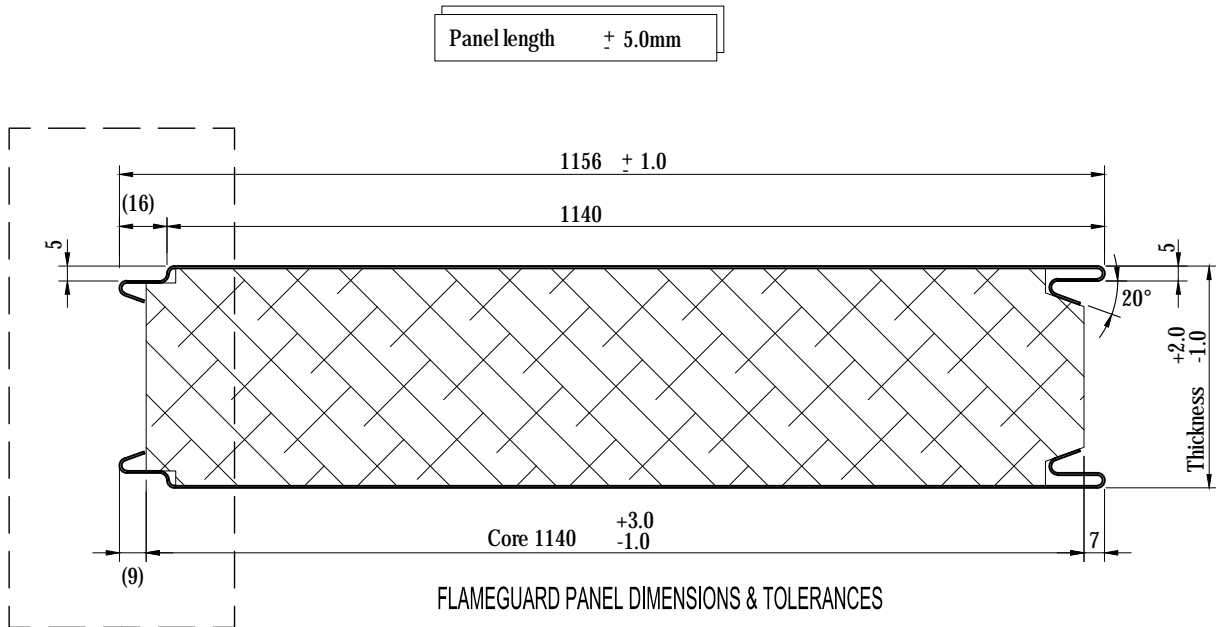 Panel length ± 5.0mm
1156 ± 1.0
(16)
1140
5
5
20°
Thickness +2.0 -1.0
Core 1140 +3.0 -1.0
7
(9)
FLAMEGUARD PANEL DIMENSIONS & TOLERANCES